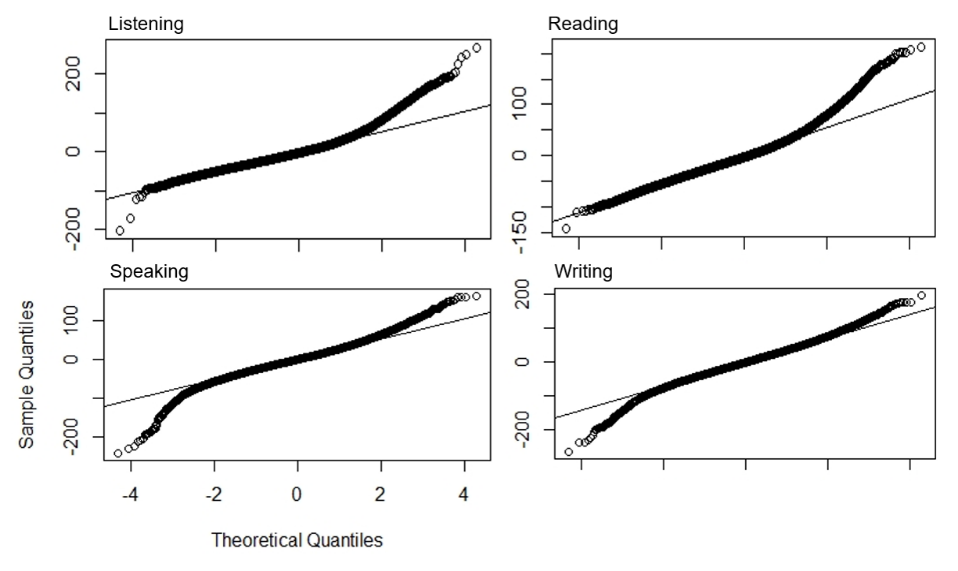 Listening
Reading
200
0
-200
100
0
-150
Speaking
Writing
100
0
-200
200
0
-200
Sample Quantiles
-4 -2 0 2 4
Theoretical Quantiles